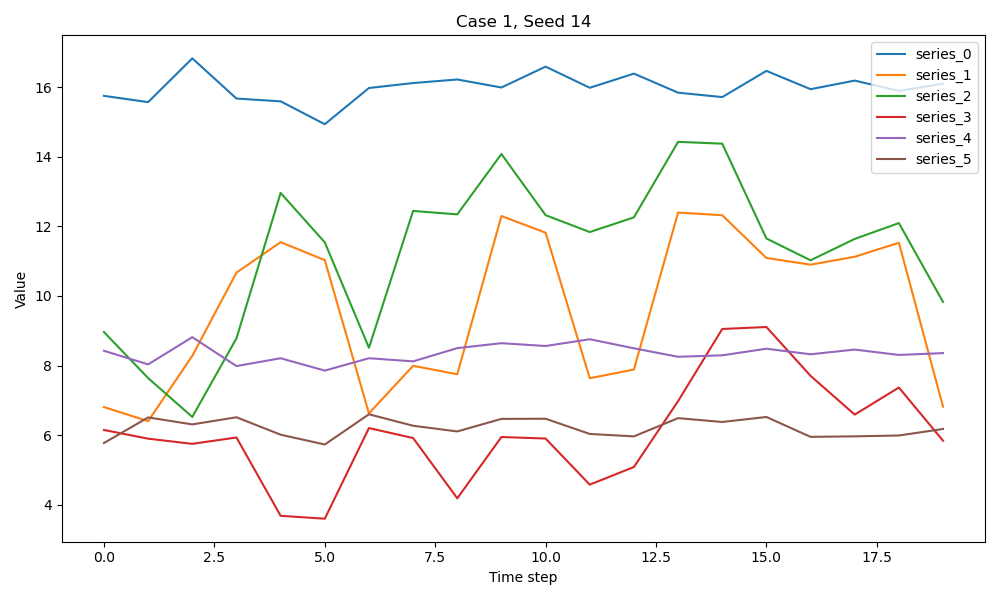 Case 1, Seed 14
series_0
series_1
series_2
series_3
series_4
series_5
Value
16
14
12
10
8
6
4
0.0 2.5 5.0 7.5 10.0 12.5 15.0 17.5
Time step